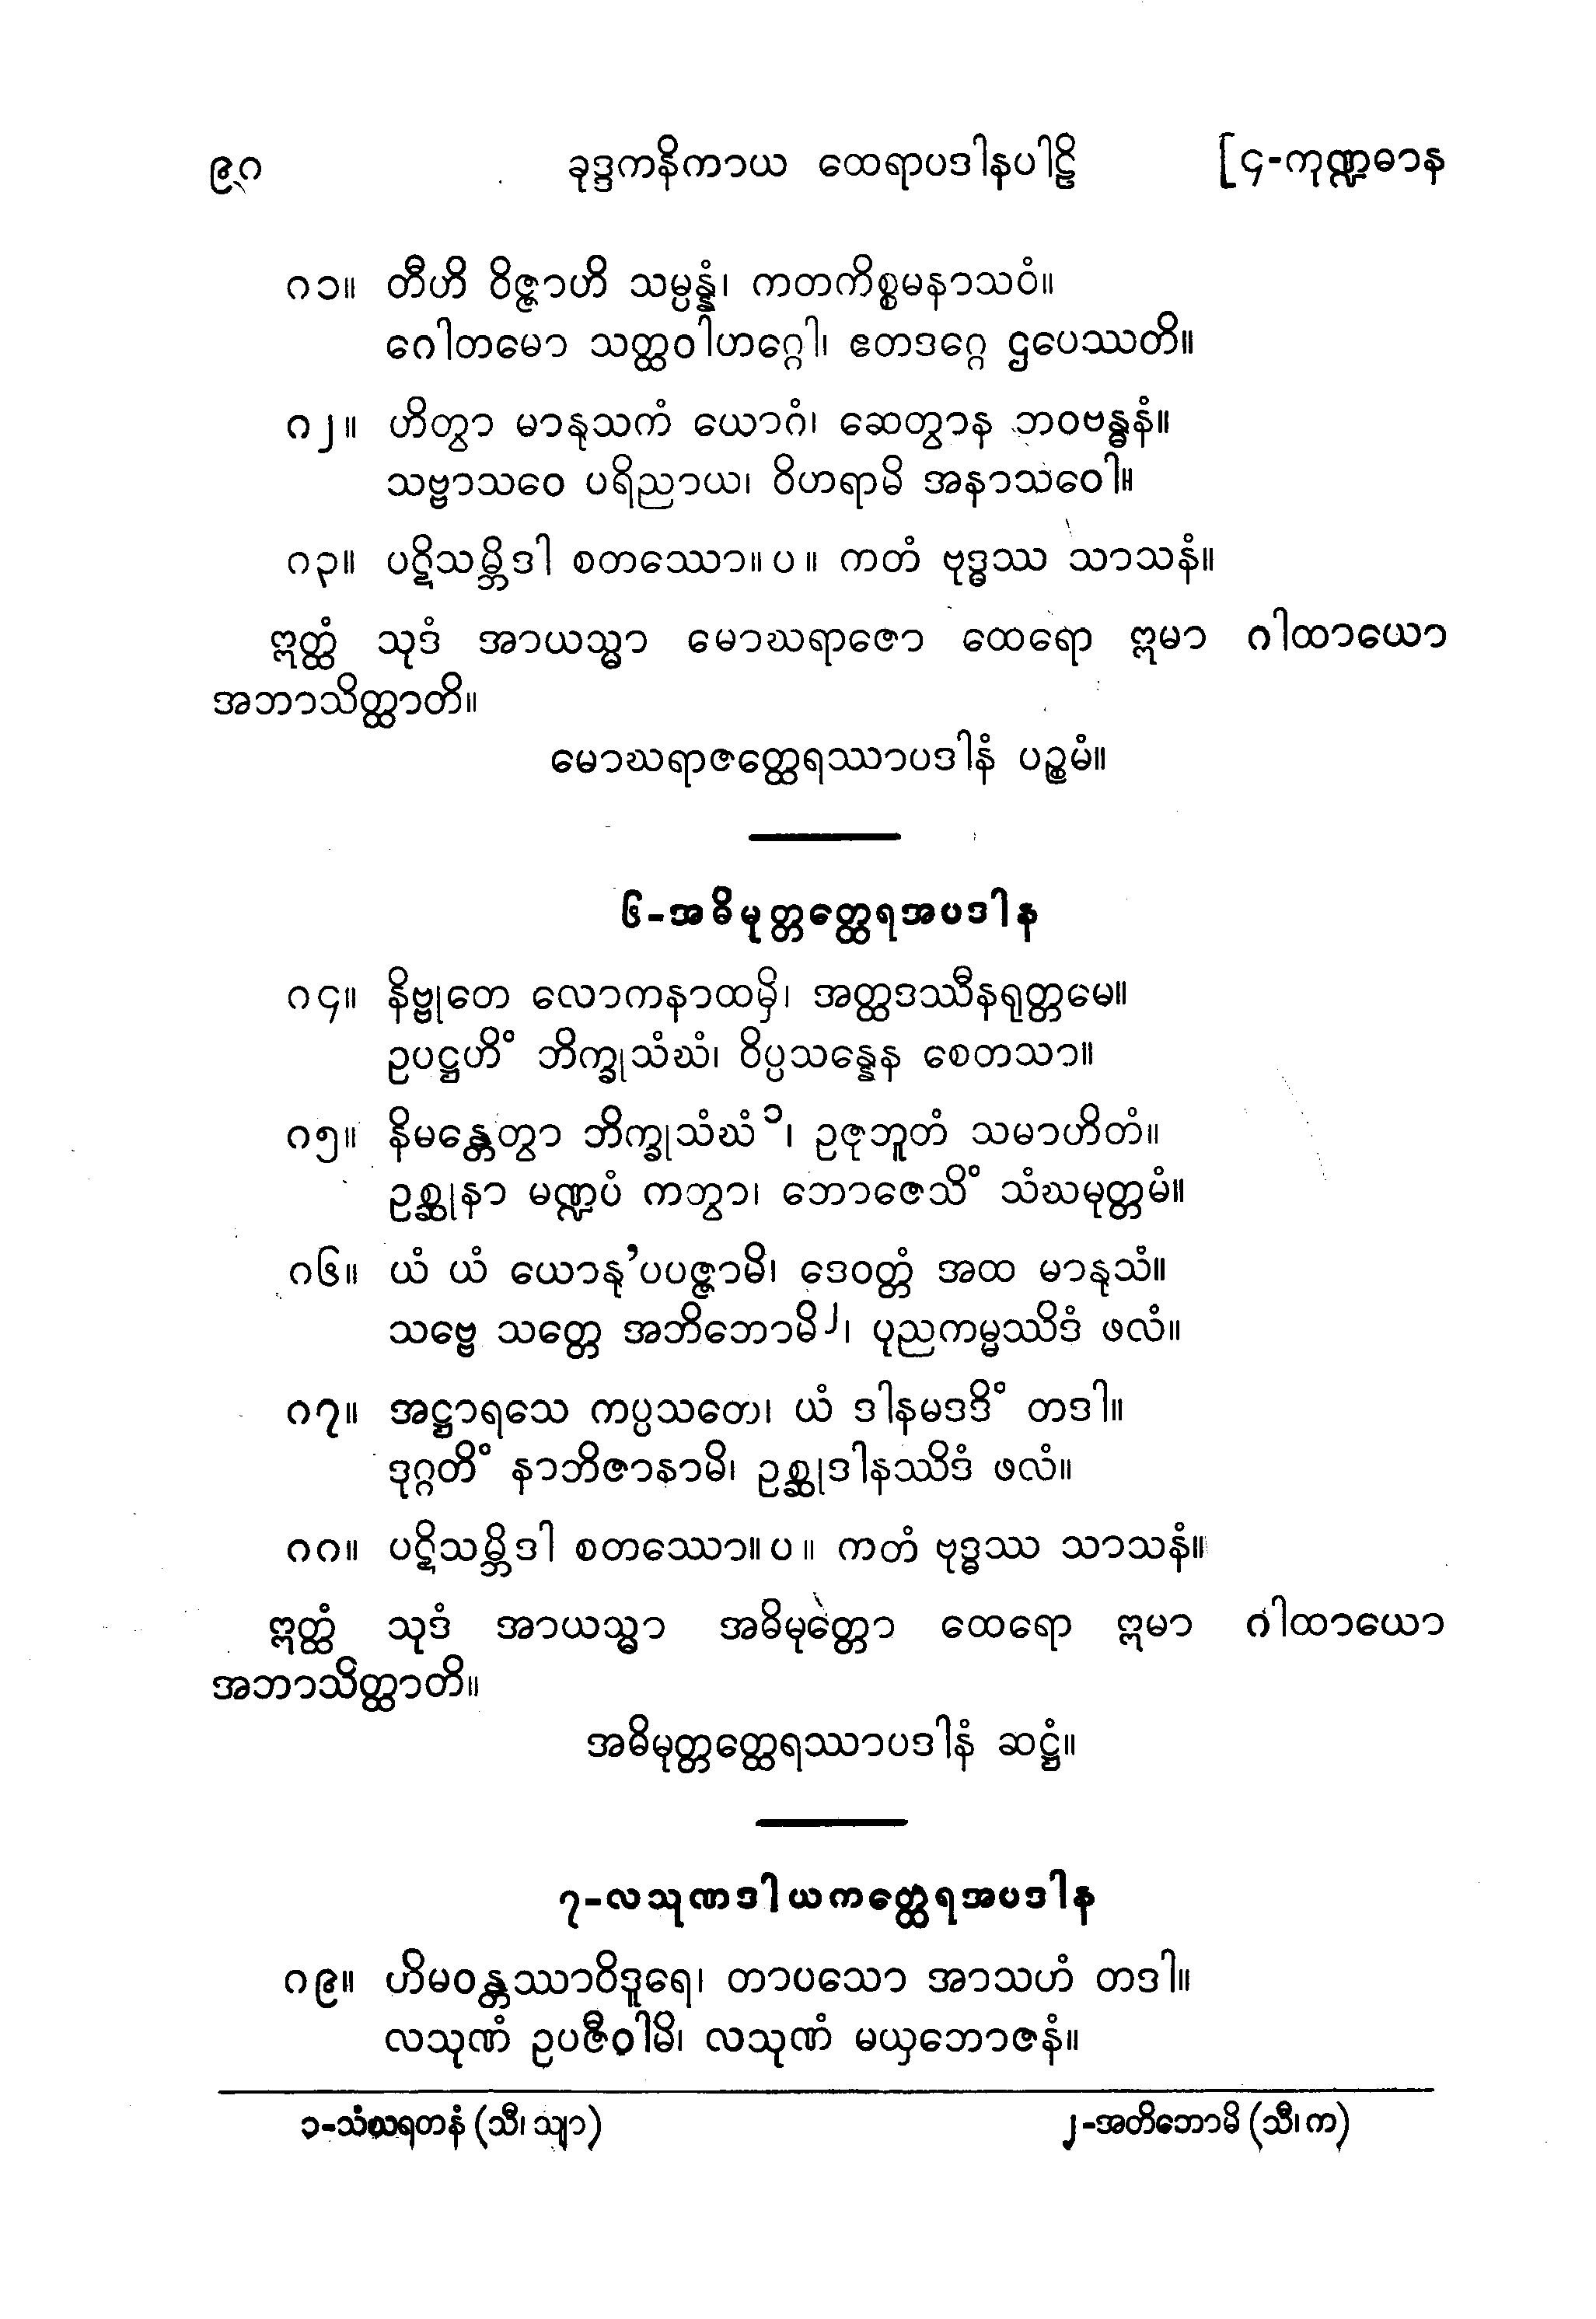 ၉၈ ခုဒ္ဒကနိကာယ ထေရာပဒါနပါဠိ [၄-ကုဏ္ဍဓာန
၈၁။ တီဟိ ဝိဇ္ဇာဟိ သမ္ပန္နံ၊ ကတကိစ္စမနာသဝံ။
ဂေါတမော သတ္ထဝါဟဂ္ဂေါ၊ ဧတဒဂ္ဂေ ဌပေဿတိ။
၈၂။ ဟိတွာ မာနုသကံ ယောဂံ၊ ဆေတွာန ဘဝဗန္ဓနံ။
သဗ္ဗာသဝေ ပရိညာယ၊ ဝိဟရာမိ အနာသဝေါ။
၈၃။ ပဋိသမ္ဘိဒါ စတဿော။ ပ ။ ကတံ ဗုဒ္ဓဿ သာသနံ။
ဣတ္ထံ သုဒံ အာယသ္မာ မောဃရာဇော ထေရော ဣမာ ဂါထာယော
အဘာသိတ္ထာတိ။
မောဃရာဇတ္ထေရဿာပဒါနံ ပဉ္စမံ။
၆-အဓိမုတ္တတ္ထေရအပဒါန
၈၄။ နိဗ္ဗုတေ လောကနာထမှိ၊ အတ္ထဒဿီနရုတ္တမေ။
ဥပဋ္ဌဟိံ ဘိက္ခုသံဃံ၊ ဝိပ္ပသန္နေန စေတသာ။
၈၅။ နိမန္တေတွာ ဘိက္ခုသံဃံ၁၊ ဥဇုဘူတံ သမာဟိတံ။
ဥစ္ဆုနာ မဏ္ဍပံ ကတွာ၊ ဘောဇေသိံ သံဃမုတ္တမံ။
၈၆။ ယံ ယံ ယောနု’ပပဇ္ဇာမိ၊ ဒေဝတ္တံ အထ မာနုသံ။
သဗ္ဗေ သတ္တေ အဘိဘောမိ၂၊ ပုညကမ္မဿိဒံ ဖလံ။
၈၇။ အဋ္ဌာရသေ ကပ္ပသတေ၊ ယံ ဒါနမဒဒိံ တဒါ။
ဒုဂ္ဂတိံ နာဘိဇာနာမိ၊ ဥစ္ဆုဒါနဿိဒံ ဖလံ။
၈၈။ ပဋိသမ္ဘိဒါ စတဿော။ ပ ။ ကတံ ဗုဒ္ဓဿ သာသနံ။
ဣတ္ထံ သုဒံ အာယသ္မာ အဓိမုတ္တော ထေရော ဣမာ ဂါထာယော
အဘာသိတ္ထာတိ။
အဓိမုတ္တတ္ထေရဿာပဒါနံ ဆဋ္ဌံ။
၇-လသုဏဒါယကတ္ထေရအပဒါန
၈၉။ ဟိမဝန္တဿာဝိဒူရေ၊ တာပသော အာသဟံ တဒါ။
လသုဏံ ဥပဇီဝါမိ၊ လသုဏံ မယှဘောဇနံ။
၁-သံဃရတနံ (သီ၊ သျာ) ၂-အတိဘောမိ (သီ၊ က)